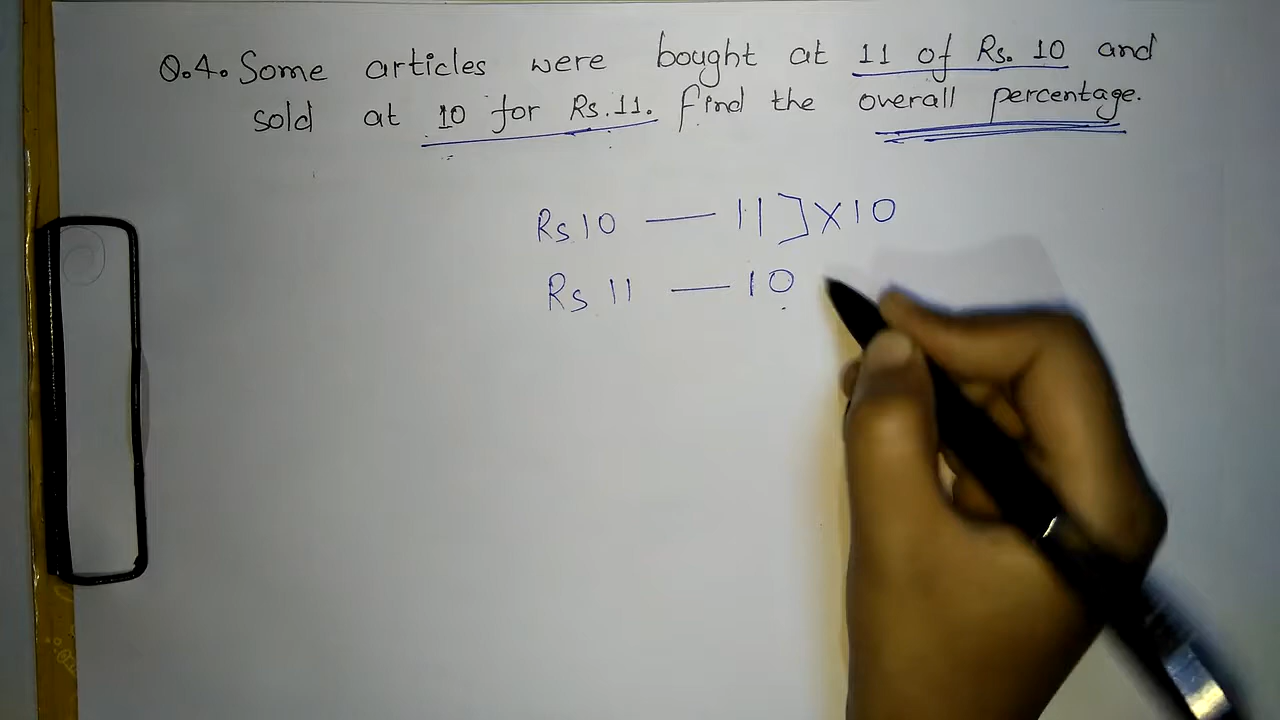 Q.4. Some articles were bought at 11 of Rs. 10 and
sold at 10 for Rs. 11. find the overall percentage.
Rs 10 — 11 ] × 10
Rs 11 — 10